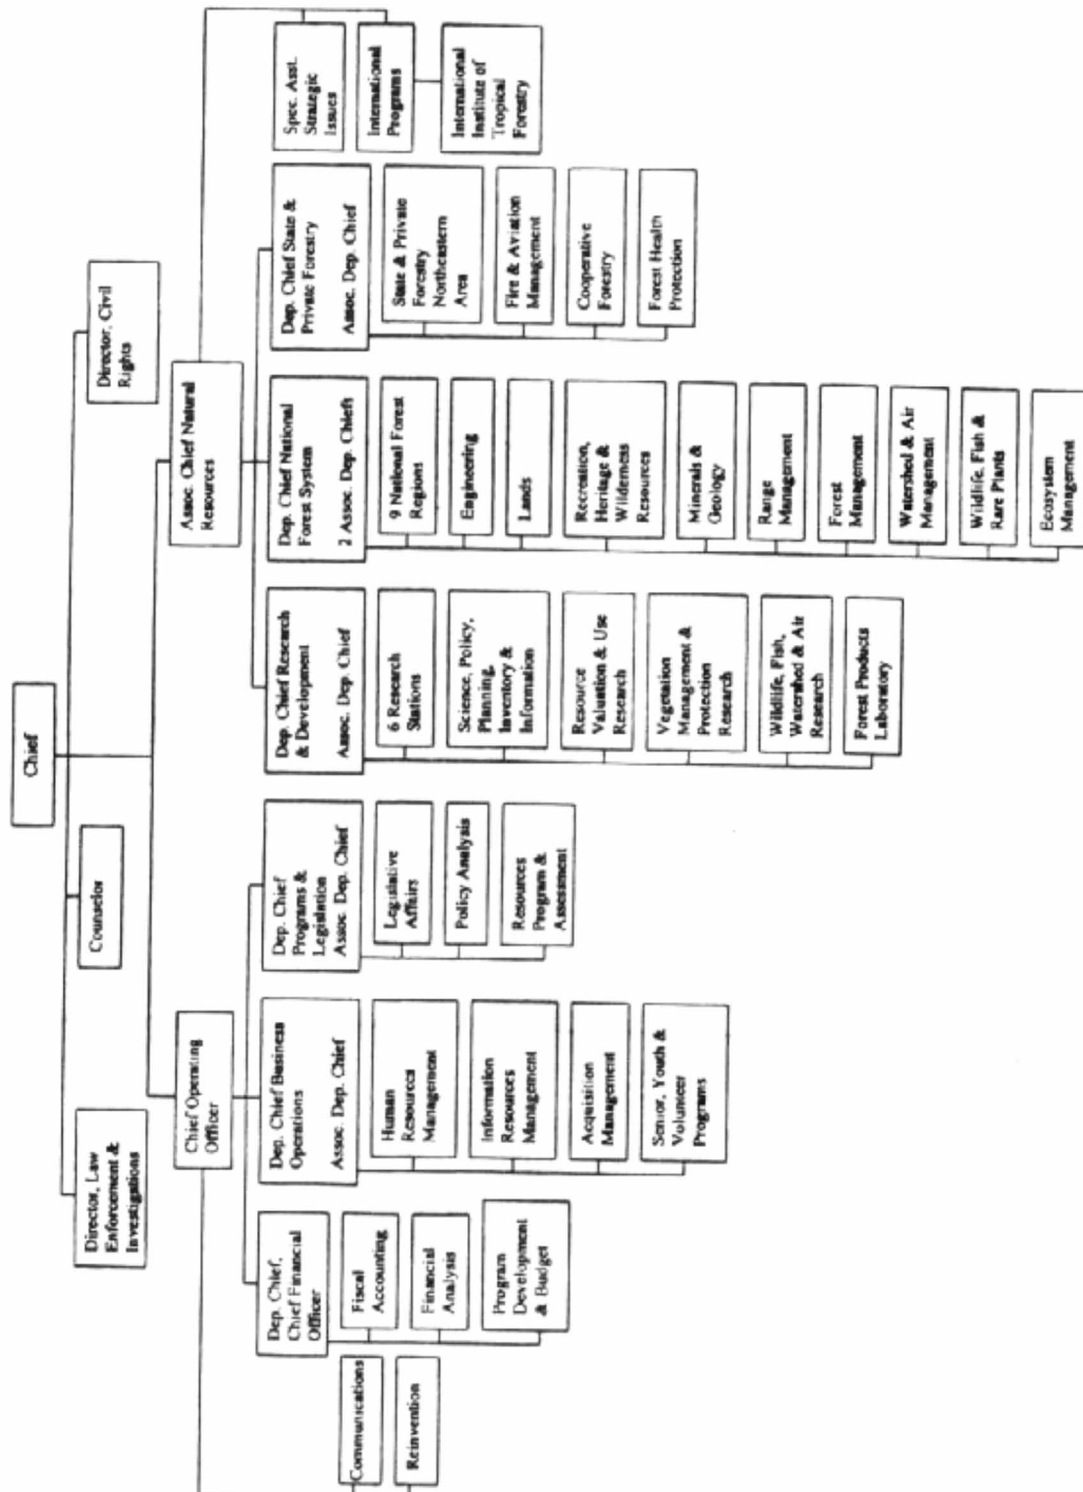 Chief
Director, Law
Enforcement &
Investigations
Counselor
Director, Civil
Rights
Chief Operating
Officer
Assoc. Chief Natural
Resources
Communications
Reinvention
Dep. Chief,
Chief Financial
Officer
Fiscal
Accounting
Financial
Analysis
Program
Development
& Budget
Dep. Chief Business
Operations
Assoc. Dep. Chief
Human
Resources
Management
Information
Resources
Management
Acquisition
Management
Senior, Youth &
Volunteer
Programs
Dep. Chief
Programs &
Legislation
Assoc. Dep. Chief
Legislative
Affairs
Policy Analysis
Resources
Program &
Assessment
Dep. Chief Research
& Development
Assoc. Dep. Chief
6 Research
Stations
Science, Policy,
Planning,
Inventory &
Information
Resource
Valuation & Use
Research
Vegetation
Management &
Protection
Research
Wildlife, Fish,
Watershed & Air
Research
Forest Products
Laboratory
Dep. Chief National
Forest System
2 Assoc. Dep. Chiefs
9 National Forest
Regions
Engineering
Lands
Recreation,
Heritage &
Wilderness
Resources
Minerals &
Geology
Range
Management
Forest
Management
Watershed & Air
Management
Wildlife, Fish &
Rare Plants
Ecosystem
Management
Dep. Chief State &
Private Forestry
Assoc. Dep. Chief
State & Private
Forestry
Northeastern
Area
Fire & Aviation
Management
Cooperative
Forestry
Forest Health
Protection
Spec. Asst.
Strategic
Issues
International
Programs
International
Institute of
Tropical
Forestry